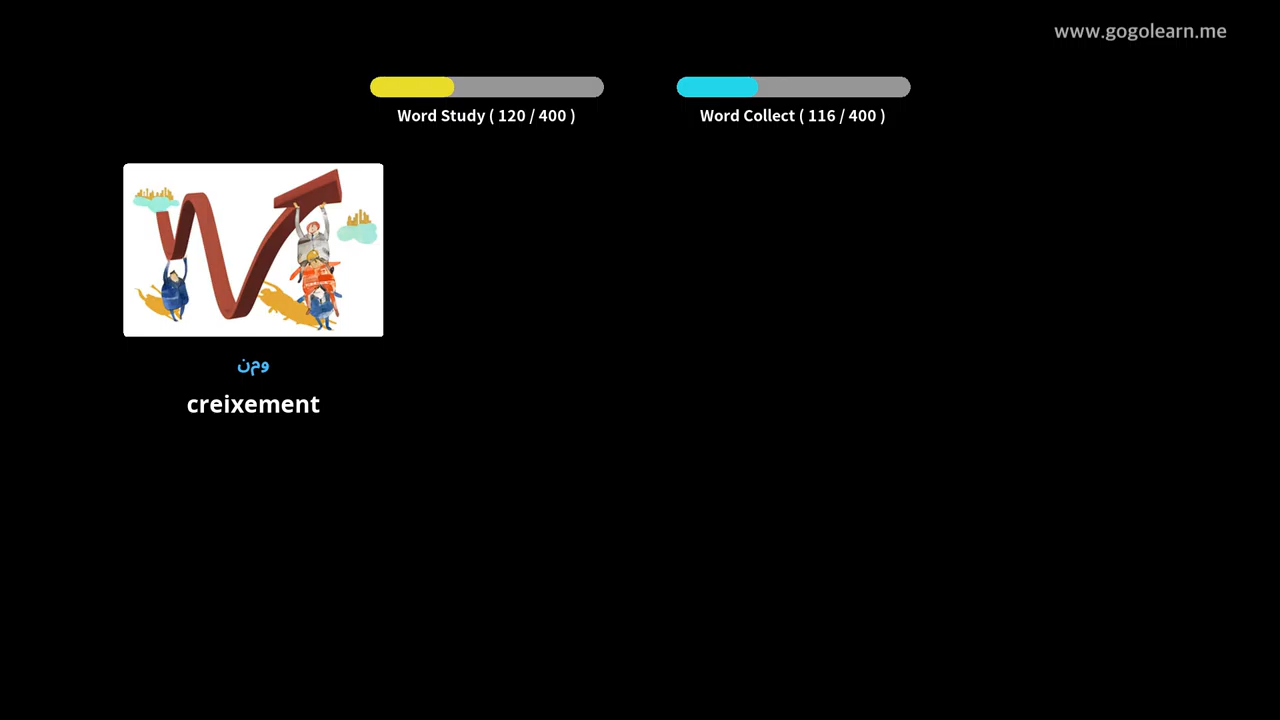 www.gogolearn.me
Word Study ( 120 / 400 )
Word Collect ( 116 / 400 )
ومن
creixement